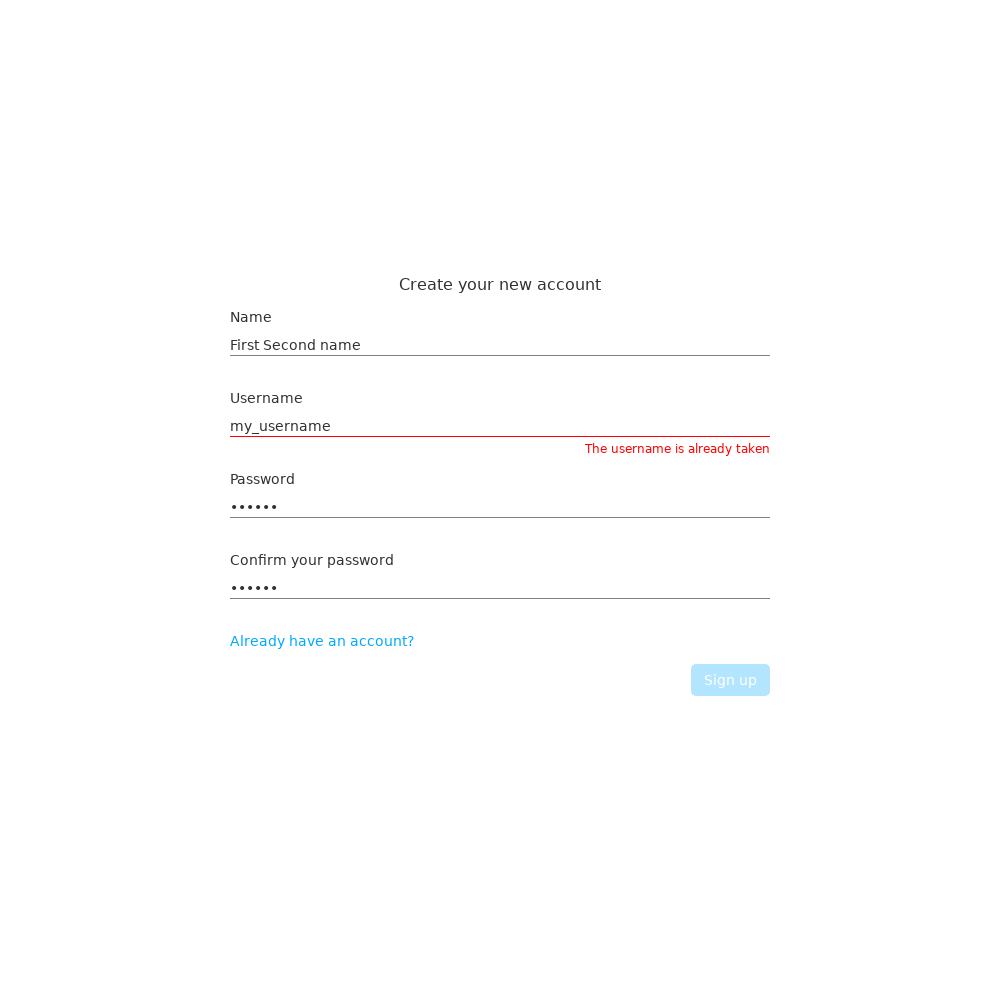 Create your new account
Name
First Second name
Username
my_username
The username is already taken
Password
••••••
Confirm your password
••••••
Already have an account?
Sign up